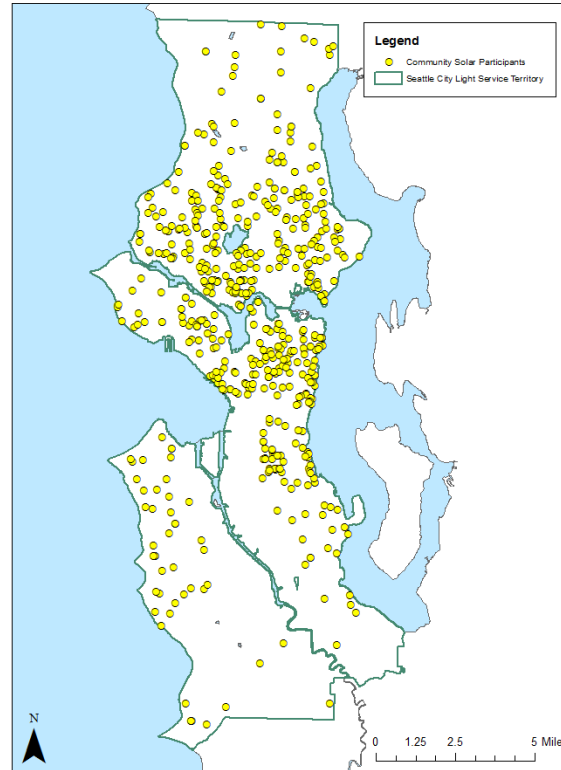 Legend
Community Solar Participants
Seattle City Light Service Territory
N
0 1.25 2.5 5 Mile